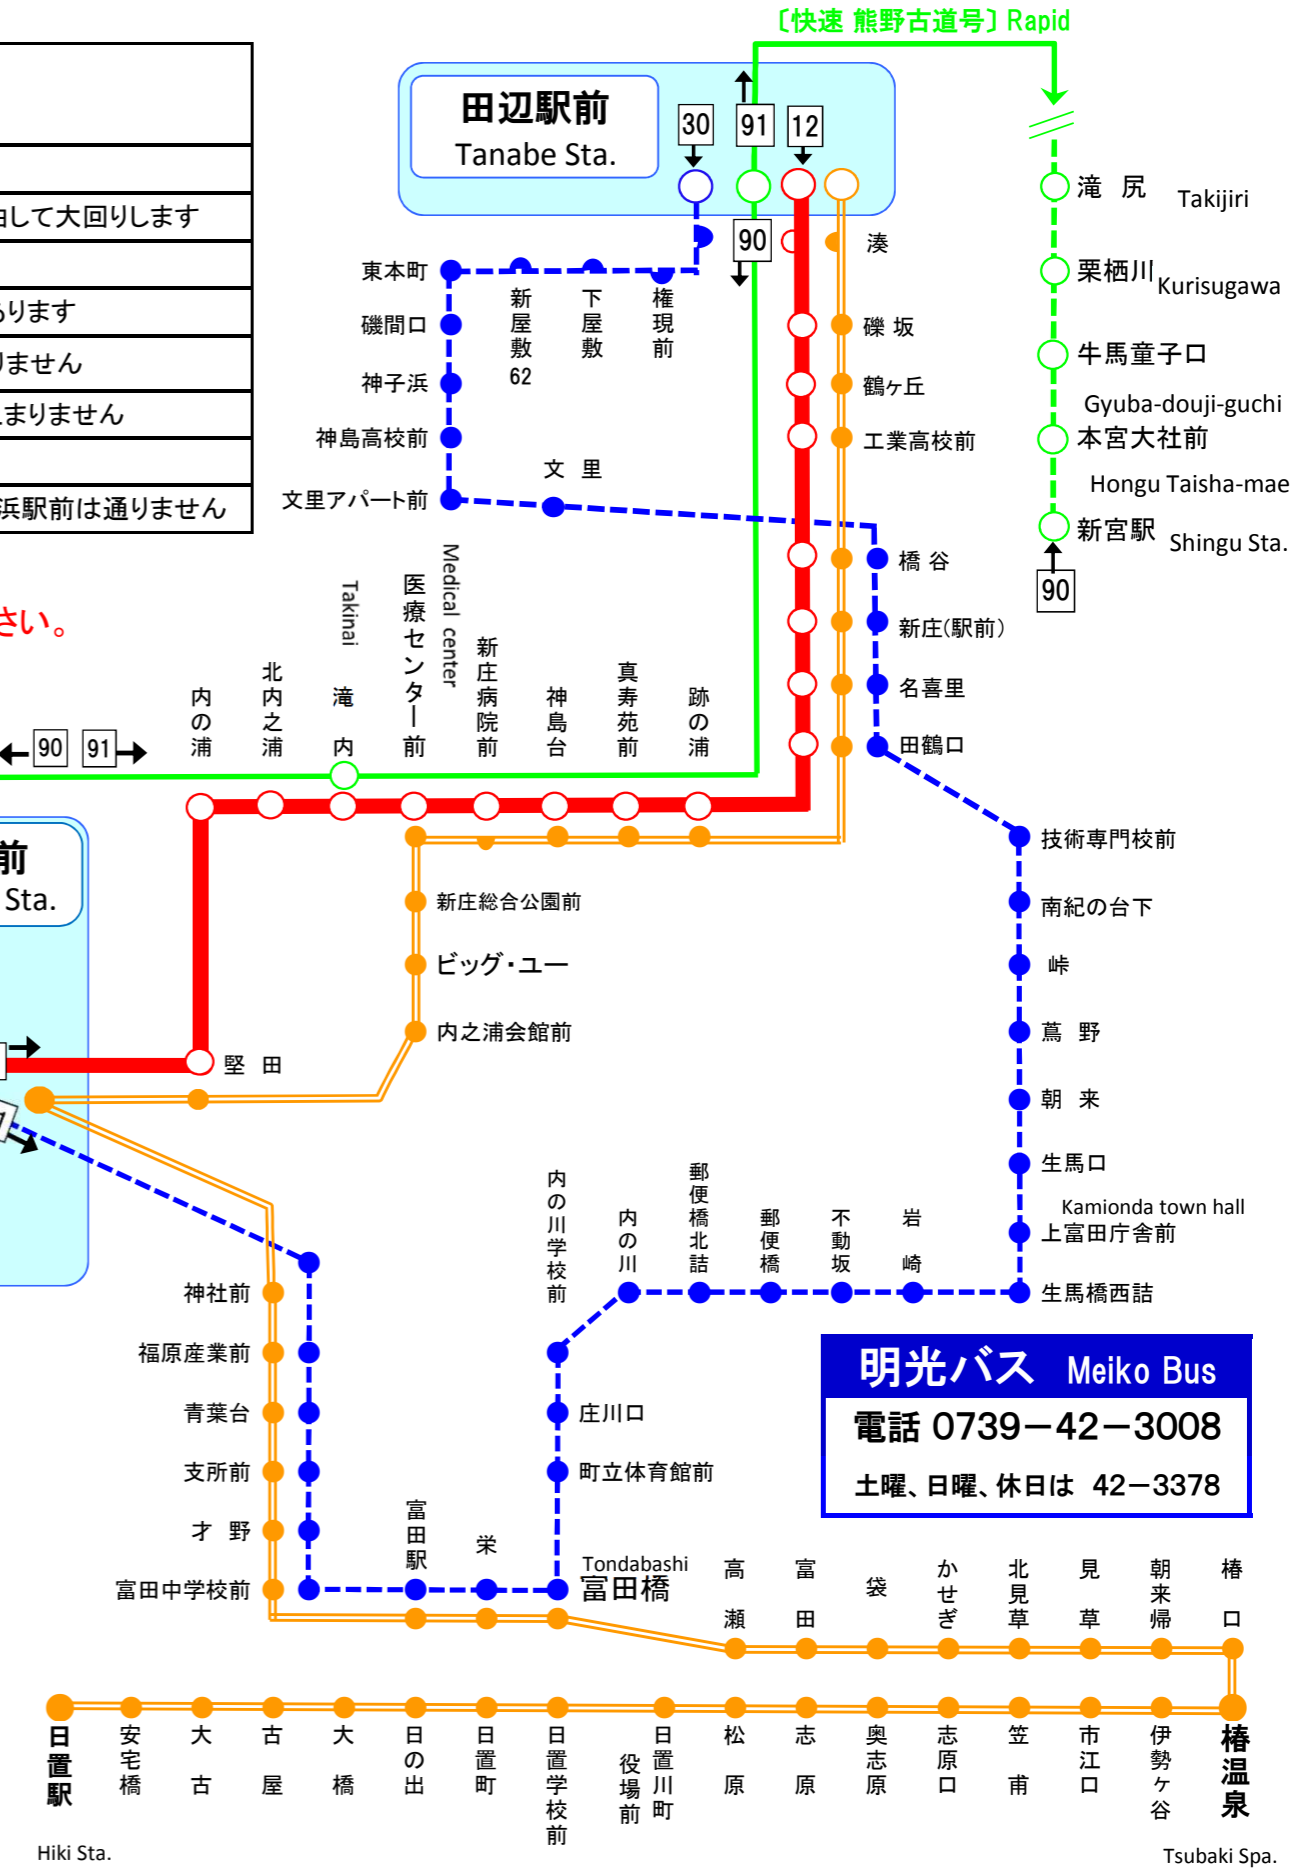 〔快速 熊野古道号〕 Rapid
田辺駅前
Tanabe Sta.
30
91
12
90
して大回りします
ります
ません
まりません
浜駅前は通りません
さい。
滝 尻
Takijiri
栗栖川
Kurisugawa
牛馬童子口
Gyuba-douji-guchi
本宮大社前
Hongu Taisha-mae
新宮駅
Shingu Sta.
90
湊
礫 坂
鶴ヶ丘
工業高校前
東本町
新屋敷62
下屋敷
権現前
磯間口
神子浜
神島高校前
文里アパート前
文 里
橋 谷
新庄(駅前)
名喜里
田鶴口
技術専門校前
南紀の台下
峠
蔦 野
朝 来
生馬口
Kamionda town hall
上富田庁舎前
生馬橋西詰
90
91
内の浦
北内之浦
Takinai
滝 内
医療センター前
Medical center
新庄病院前
神島台
真寿苑前
跡の浦
前
Sta.
新庄総合公園前
ビッグ・ユー
内之浦会館前
堅 田
内の川学校前
内の川
郵便橋北詰
郵便橋
不動坂
岩 崎
神社前
福原産業前
青葉台
支所前
才 野
富田中学校前
富田駅
栄
庄川口
町立体育館前
Tondabashi
富田橋
明光バス Meiko Bus
電話 0739－42－3008
土曜、日曜、休日は 42－3378
高 瀬
富 田
袋
かせぎ
北見草
見 草
朝来帰
椿 口
日置駅
安宅橋
大 古
古 屋
大 橋
日の出
日置町
日置学校前
日置川町
役場前
松 原
志 原
奥志原
志原口
笠 甫
市江口
伊勢ヶ谷
椿温泉
Hiki Sta.
Tsubaki Spa.